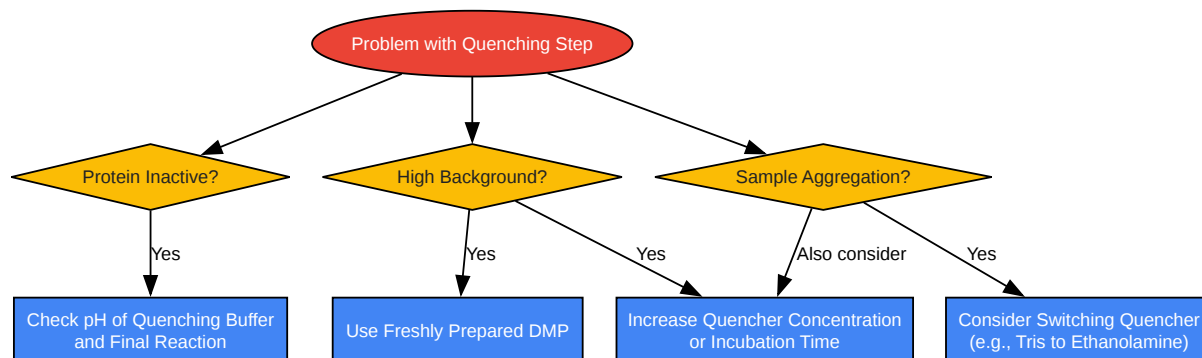 Problem with Quenching Step
Protein Inactive?
High Background?
Sample Aggregation?
Yes
Yes
Yes
Also consider
Yes
Check pH of Quenching Buffer
and Final Reaction
Use Freshly Prepared DMP
Increase Quencher Concentration
or Incubation Time
Consider Switching Quencher
(e.g., Tris to Ethanolamine)